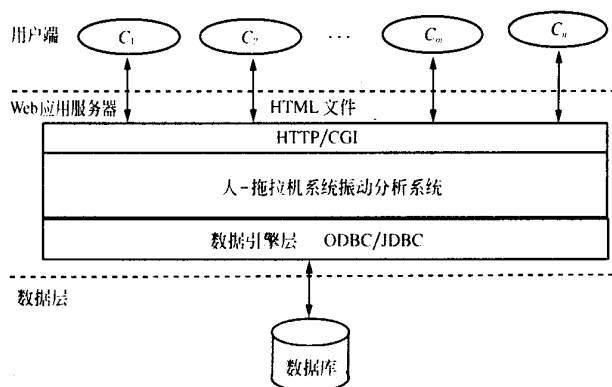 用户端 C₁ C₂ … Cₘ Cₙ
Web应用服务器 HTML 文件
HTTP/CGI
人-拖拉机系统振动分析系统
数据引擎层 ODBC/JDBC
数据层
数据库